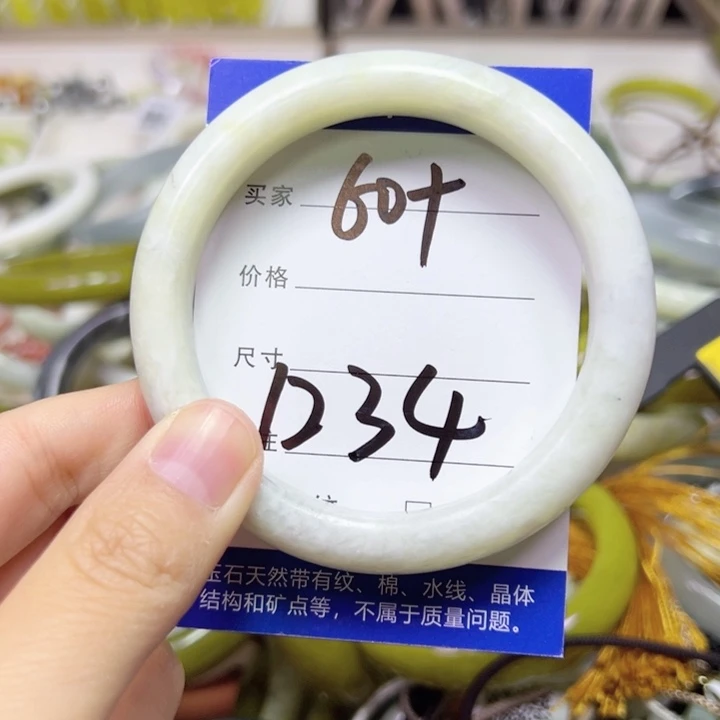 买家 60+
价格
尺寸
D34
玉石天然带有纹、棉、水线、晶体
结构和矿点等，不属于质量问题。